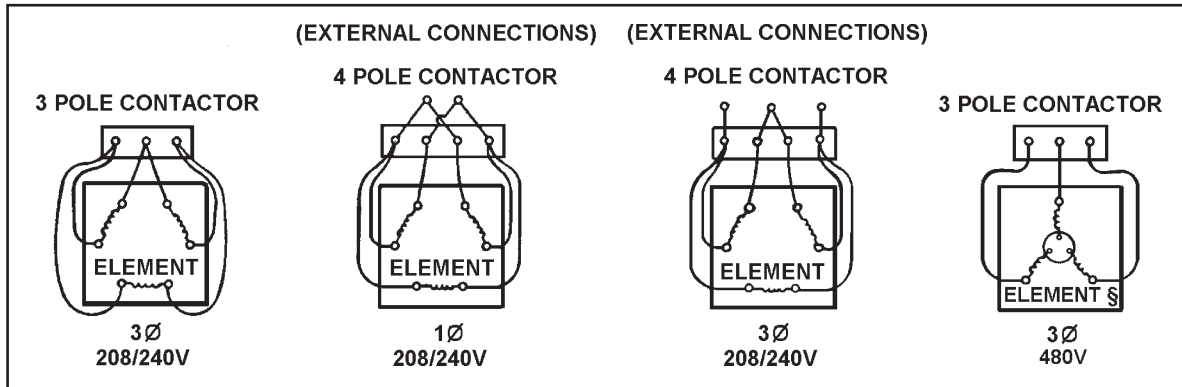 (EXTERNAL CONNECTIONS) (EXTERNAL CONNECTIONS)
3 POLE CONTACTOR 4 POLE CONTACTOR 4 POLE CONTACTOR 3 POLE CONTACTOR
ELEMENT ELEMENT ELEMENT ELEMENT §
3Ø 1Ø 3Ø 3Ø
208/240V 208/240V 208/240V 480V